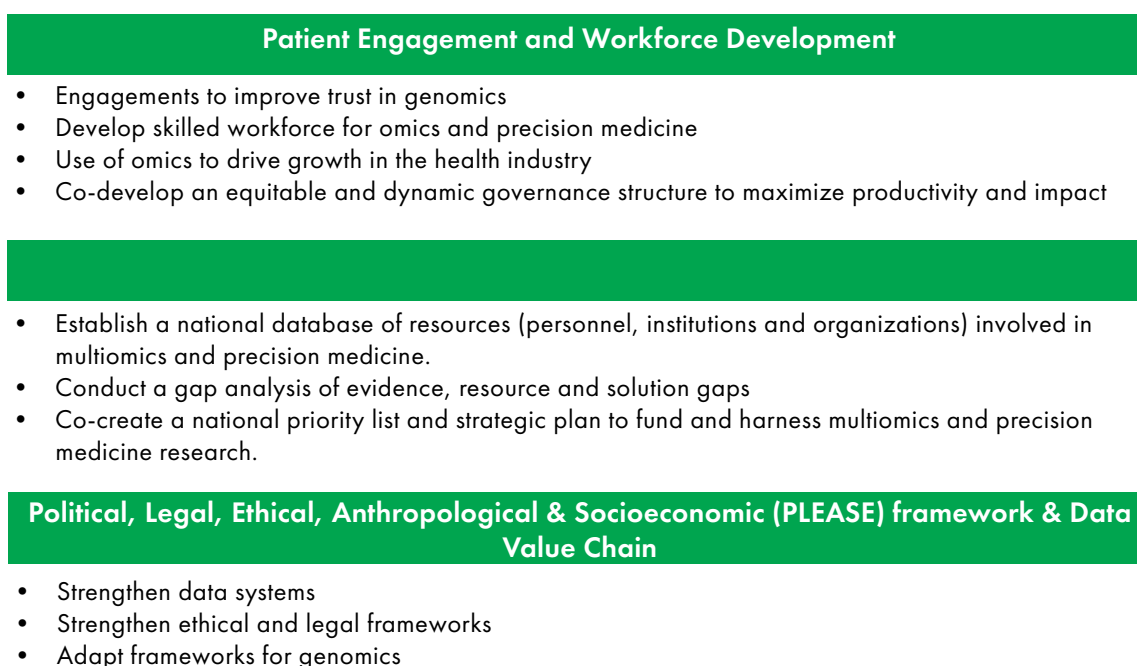 Patient Engagement and Workforce Development
• Engagements to improve trust in genomics
• Develop skilled workforce for omics and precision medicine
• Use of omics to drive growth in the health industry
• Co-develop an equitable and dynamic governance structure to maximize productivity and impact
• Establish a national database of resources (personnel, institutions and organizations) involved in
multiomics and precision medicine.
• Conduct a gap analysis of evidence, resource and solution gaps
• Co-create a national priority list and strategic plan to fund and harness multiomics and precision
medicine research.
Political, Legal, Ethical, Anthropological & Socioeconomic (PLEASE) framework & Data
Value Chain
• Strengthen data systems
• Strengthen ethical and legal frameworks
• Adapt frameworks for genomics